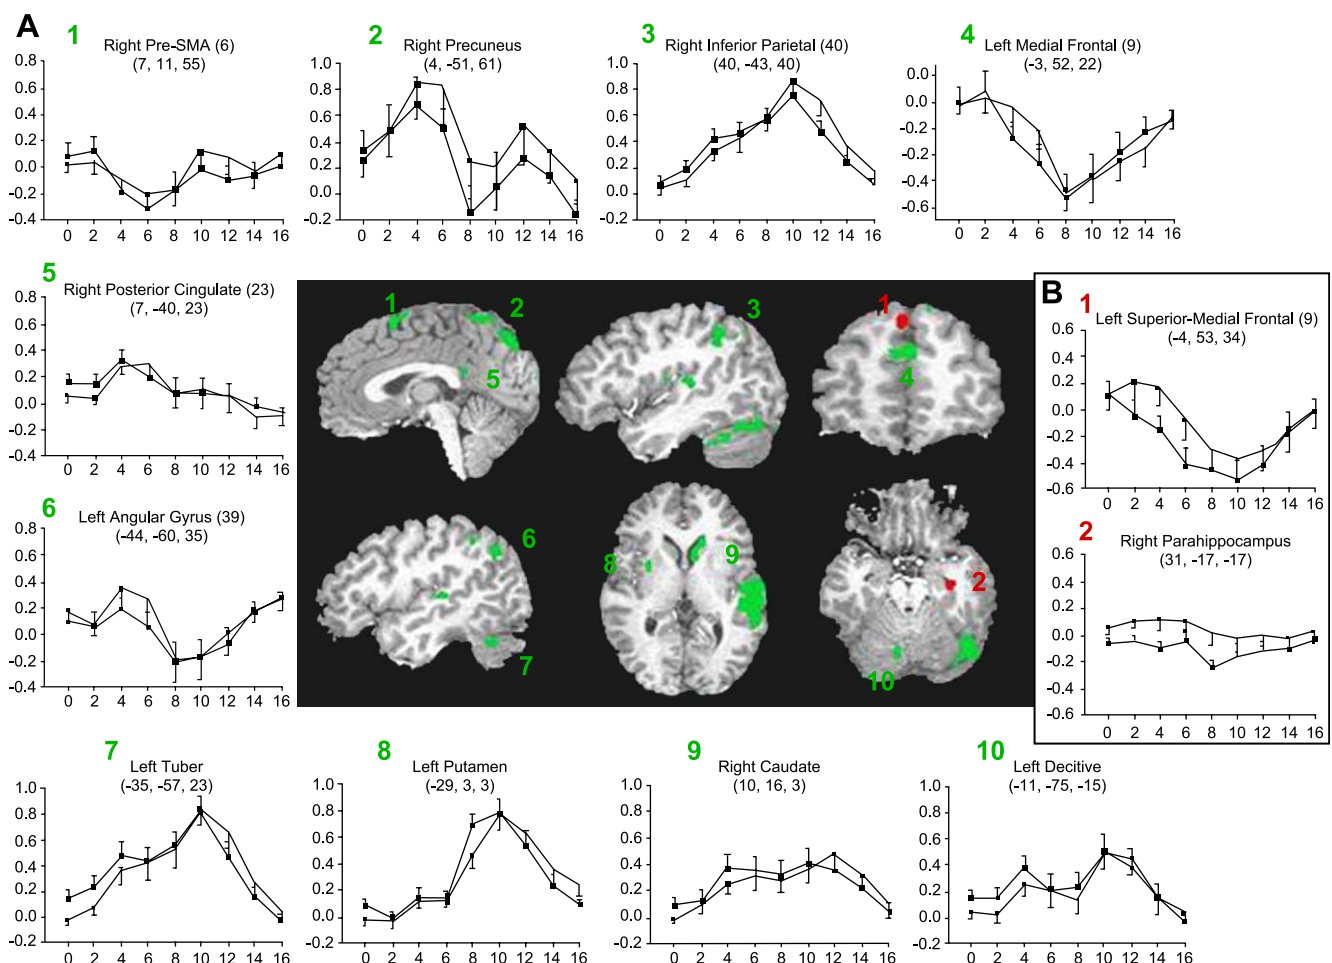 A
1
Right Pre-SMA (6)
(7, 11, 55)
0.8
0.6
0.4
0.2
0.0
-0.2
-0.4
0 2 4 6 8 10 12 14 16
2
Right Precuneus
(4, -51, 61)
1.0
0.8
0.6
0.4
0.2
0.0
-0.2
0 2 4 6 8 10 12 14 16
3
Right Inferior Parietal (40)
(40, -43, 40)
1.0
0.8
0.6
0.4
0.2
0.0
-0.2
0 2 4 6 8 10 12 14 16
4
Left Medial Frontal (9)
(-3, 52, 22)
0.0
-0.2
-0.4
-0.6
0 2 4 6 8 10 12 14 16
5
Right Posterior Cingulate (23)
(7, -40, 23)
0.8
0.6
0.4
0.2
0.0
-0.2
-0.4
0 2 4 6 8 10 12 14 16
6
Left Angular Gyrus (39)
(-44, -60, 35)
0.8
0.6
0.4
0.2
0.0
-0.2
-0.4
0 2 4 6 8 10 12 14 16
1 2 3 1
5 4
6 8 9 2
7 10
B
1
Left Superior-Medial Frontal (9)
(-4, 53, 34)
0.6
0.4
0.2
0.0
-0.2
-0.4
-0.6
0 2 4 6 8 10 12 14 16
2
Right Parahippocampus
(31, -17, -17)
0.6
0.4
0.2
0.0
-0.2
-0.4
-0.6
0 2 4 6 8 10 12 14 16
7
Left Tuber
(-35, -57, 23)
1.0
0.8
0.6
0.4
0.2
0.0
-0.2
0 2 4 6 8 10 12 14 16
8
Left Putamen
(-29, 3, 3)
1.0
0.8
0.6
0.4
0.2
0.0
-0.2
0 2 4 6 8 10 12 14 16
9
Right Caudate
(10, 16, 3)
1.0
0.8
0.6
0.4
0.2
0.0
-0.2
0 2 4 6 8 10 12 14 16
10
Left Decitive
(-11, -75, -15)
1.0
0.8
0.6
0.4
0.2
0.0
-0.2
0 2 4 6 8 10 12 14 16